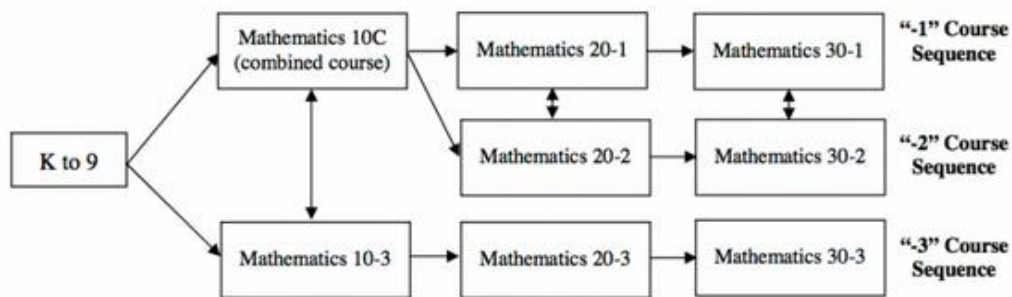 Mathematics 10C
(combined course)
Mathematics 20-1
Mathematics 30-1
“-1” Course
Sequence
K to 9
Mathematics 20-2
Mathematics 30-2
“-2” Course
Sequence
Mathematics 10-3
Mathematics 20-3
Mathematics 30-3
“-3” Course
Sequence